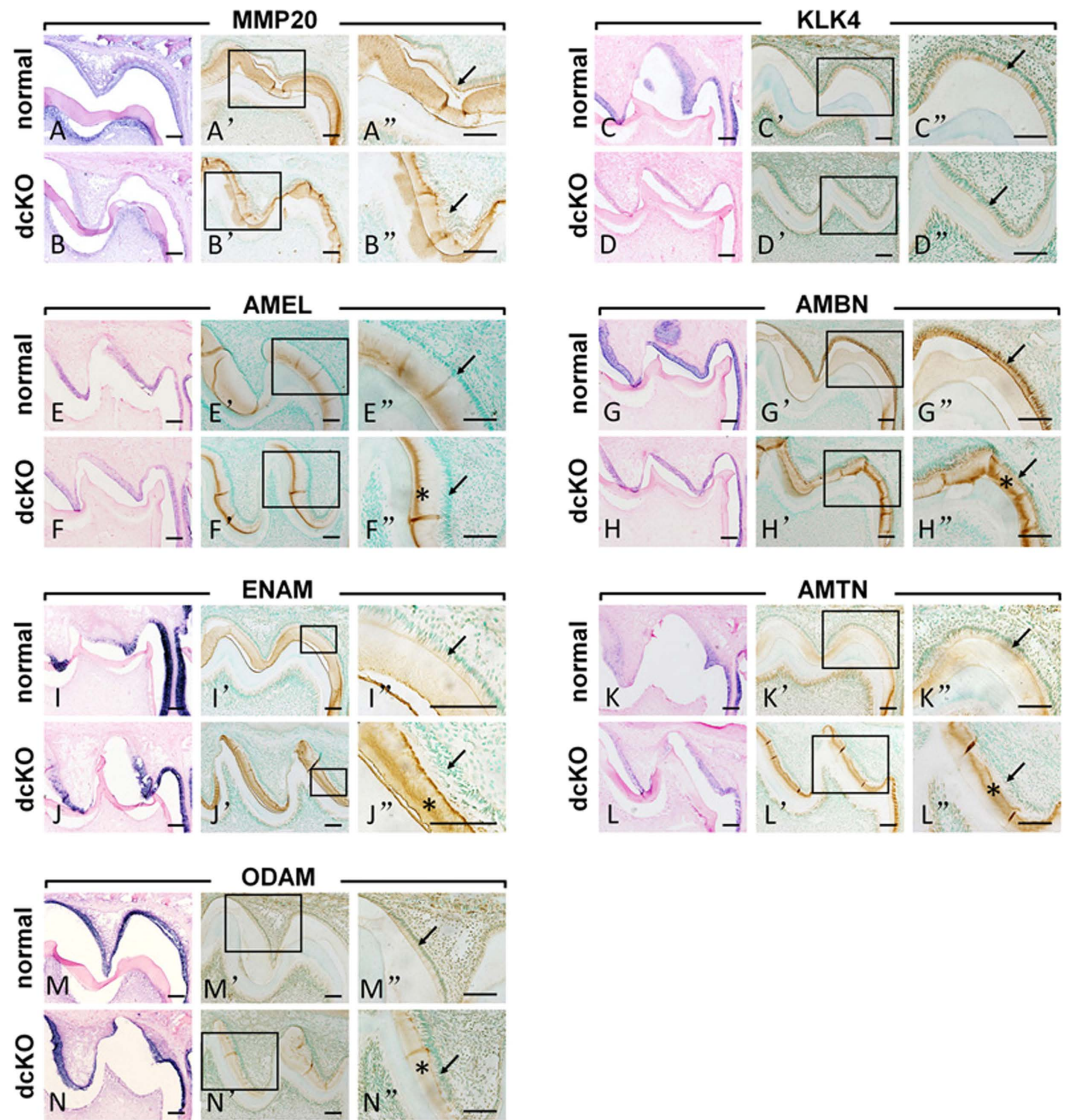 MMP20
KLK4
normal
A
A’
A”
normal
C
C’
C”
dcKO
B
B’
B”
dcKO
D
D’
D”
AMEL
AMBN
normal
E
E’
E”
normal
G
G’
G”
dcKO
F
F’
*
F”
dcKO
H
H’
*
H”
ENAM
AMTN
normal
I
I’
I”
normal
K
K’
K”
dcKO
J
J’
*
J”
dcKO
L
L’
*
L”
ODAM
normal
M
M’
M”
dcKO
N
N’
*
N”